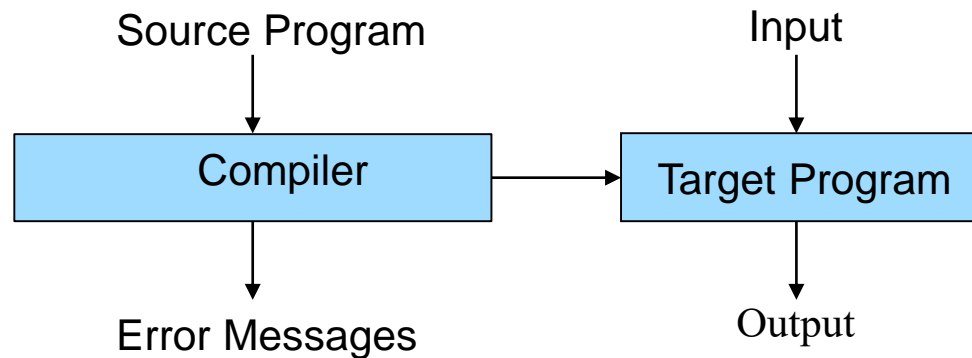 Source Program
Input
Compiler
Target Program
Error Messages
Output